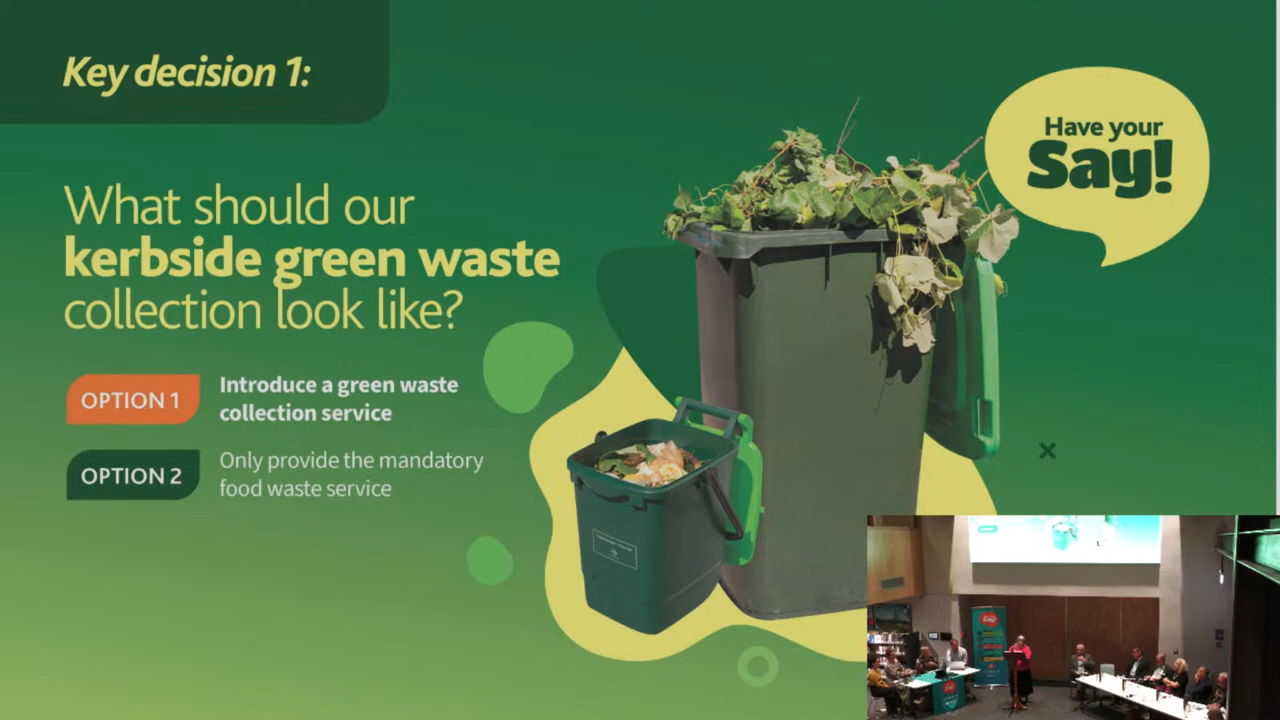 Key decision 1:
Have your
Say!
What should our
kerbside green waste
collection look like?
OPTION 1
Introduce a green waste
collection service
OPTION 2
Only provide the mandatory
food waste service